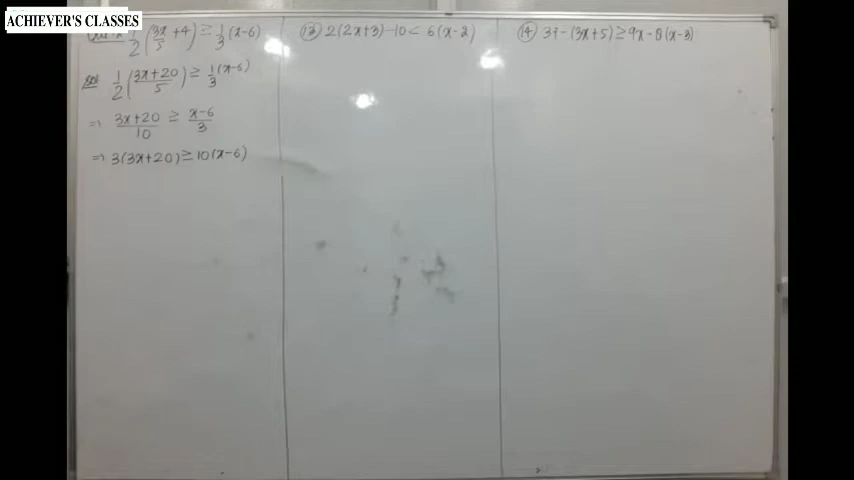 ACHIEVER'S CLASSES
1/2 (3x/5 + 4) ≥ 1/3 (x-6)
Sol 1/2 (3x+20/5) ≥ 1/3 (x-6)
⇒ 3x+20/10 ≥ x-6/3
⇒ 3(3x+20) ≥ 10(x-6)
(13) 2(2x+3)-10 < 6(x-2)
(14) 37-(3x+5) ≥ 9x-8(x-3)